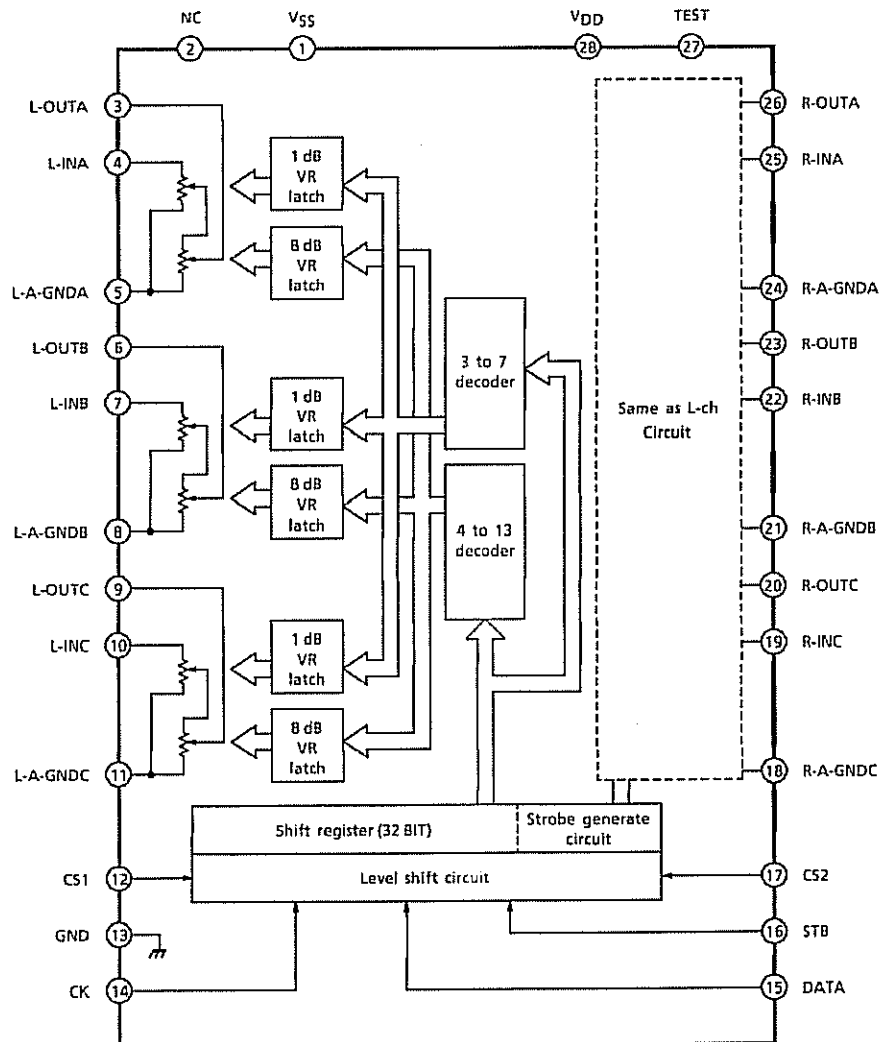 NC
VSS
VDD
TEST
2
1
28
27
L-OUTA
3
26
R-OUTA
L-INA
4
1 dB
VR
latch
25
R-INA
8 dB
VR
latch
L-A-GNDA
5
24
R-A-GNDA
L-OUTB
6
23
R-OUTB
3 to 7
decoder
L-INB
7
1 dB
VR
latch
22
R-INB
Same as L-ch
Circuit
8 dB
VR
latch
4 to 13
decoder
L-A-GNDB
8
21
R-A-GNDB
L-OUTC
9
20
R-OUTC
L-INC
10
1 dB
VR
latch
19
R-INC
8 dB
VR
latch
L-A-GNDC
11
18
R-A-GNDC
Shift register (32 BIT)
Strobe generate
circuit
CS1
12
Level shift circuit
17
CS2
GND
13
16
STB
CK
14
15
DATA